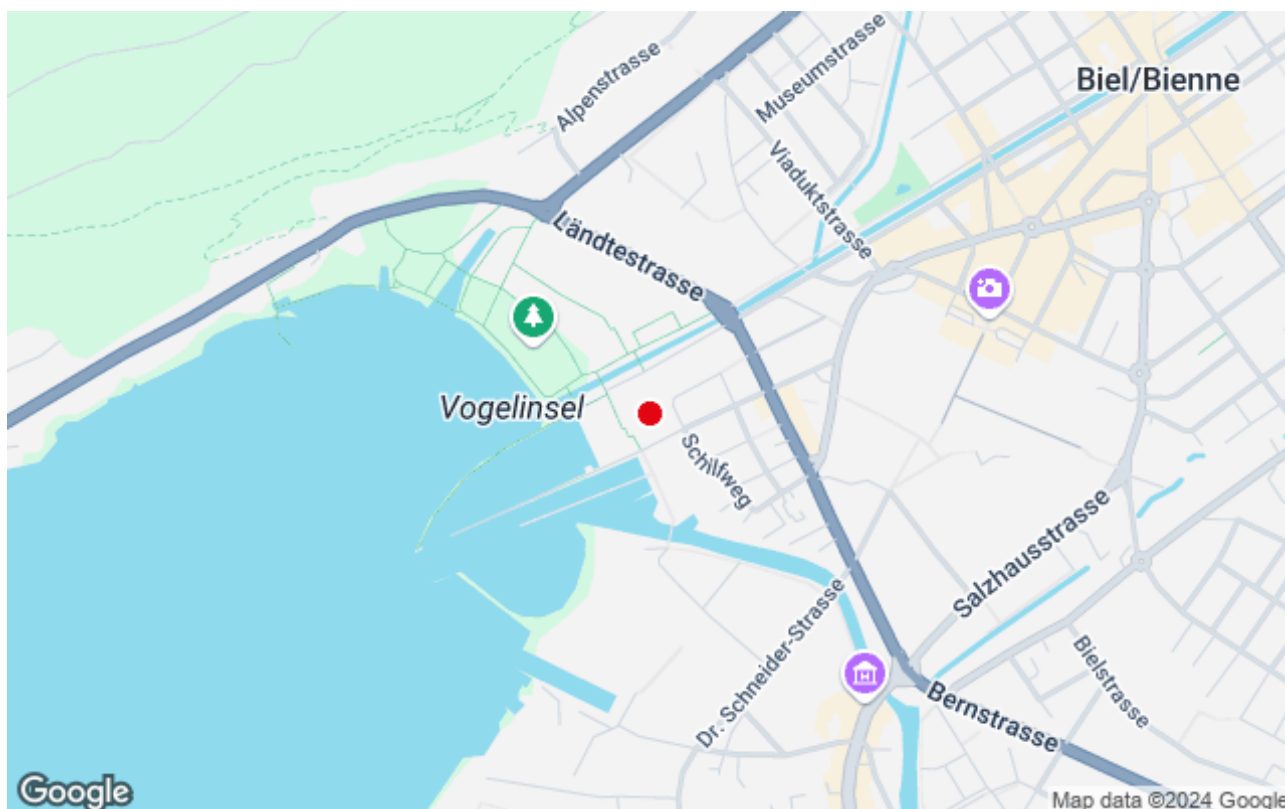 Alpenstrasse
Museumstrasse
Biel/Bienne
Viaduktstrasse
Ländtestrasse
Vogelinsel
Schilfweg
Salzhausstrasse
Dr. Schneider-Strasse
Bielstrasse
Bernstrasse
Google
Map data ©2024 Google